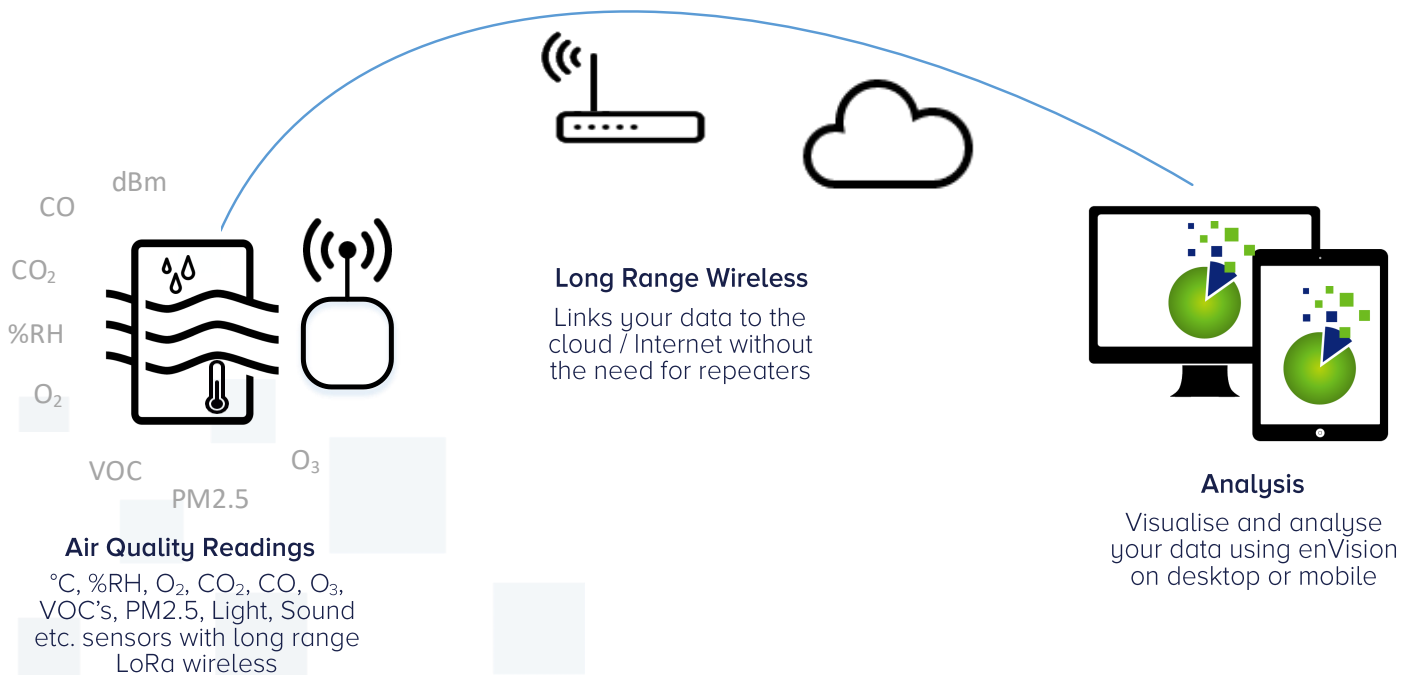 dBm
CO
CO₂
%RH
O₂
VOC
O₃
PM2.5
Air Quality Readings
°C, %RH, O₂, CO₂, CO, O₃,
VOC's, PM2.5, Light, Sound
etc. sensors with long range
LoRa wireless
Long Range Wireless
Links your data to the
cloud / Internet without
the need for repeaters
Analysis
Visualise and analyse
your data using enVision
on desktop or mobile